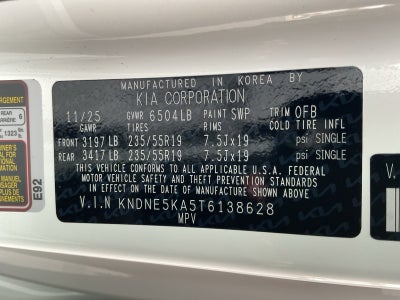 MANUFACTURED IN KOREA BY
KIA CORPORATION
11/25 GVWR 6504LB PAINT SWP TRIM OFB
GAWR TIRES RIMS COLD TIRE INFL
FRONT 3197 LB 235/55R19 7.5Jx19 psi SINGLE
REAR 3417 LB 235/55R19 7.5Jx19 psi SINGLE
THIS VEHICLE CONFORMS TO ALL APPLICABLE U.S.A. FEDERAL
MOTOR VEHICLE SAFETY AND THEFT PREVENTION STANDARDS
IN EFFECT ON THE DATE OF MANUFACTURE SHOWN ABOVE
V.I.N KNDNE5KA5T6138628
MPV
E92
REAR 6
1323
V.